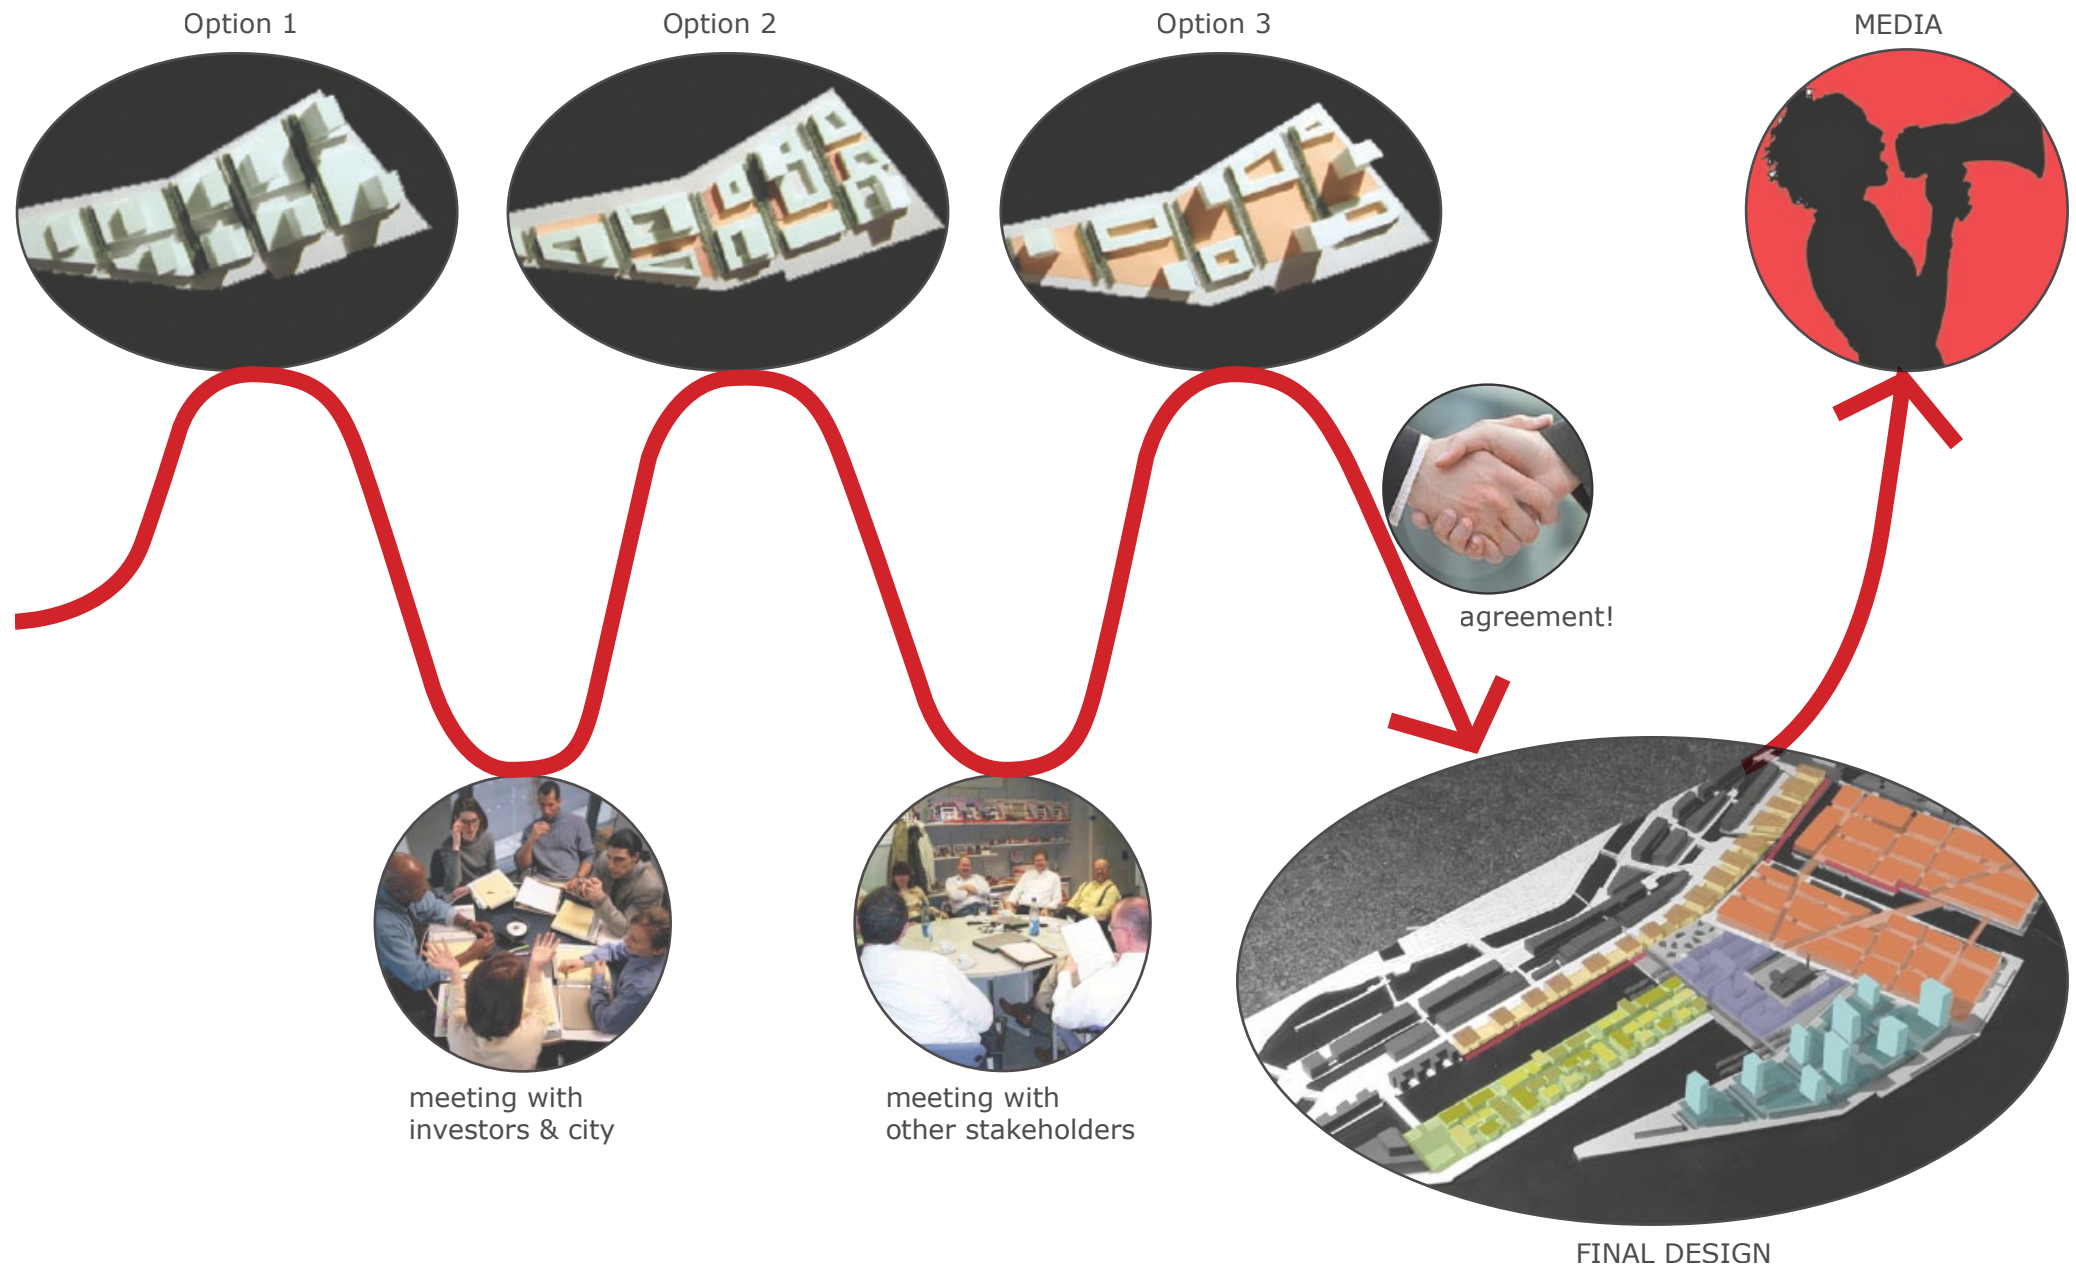 Option 1
Option 2
Option 3
MEDIA
agreement!
meeting with
investors & city
meeting with
other stakeholders
FINAL DESIGN